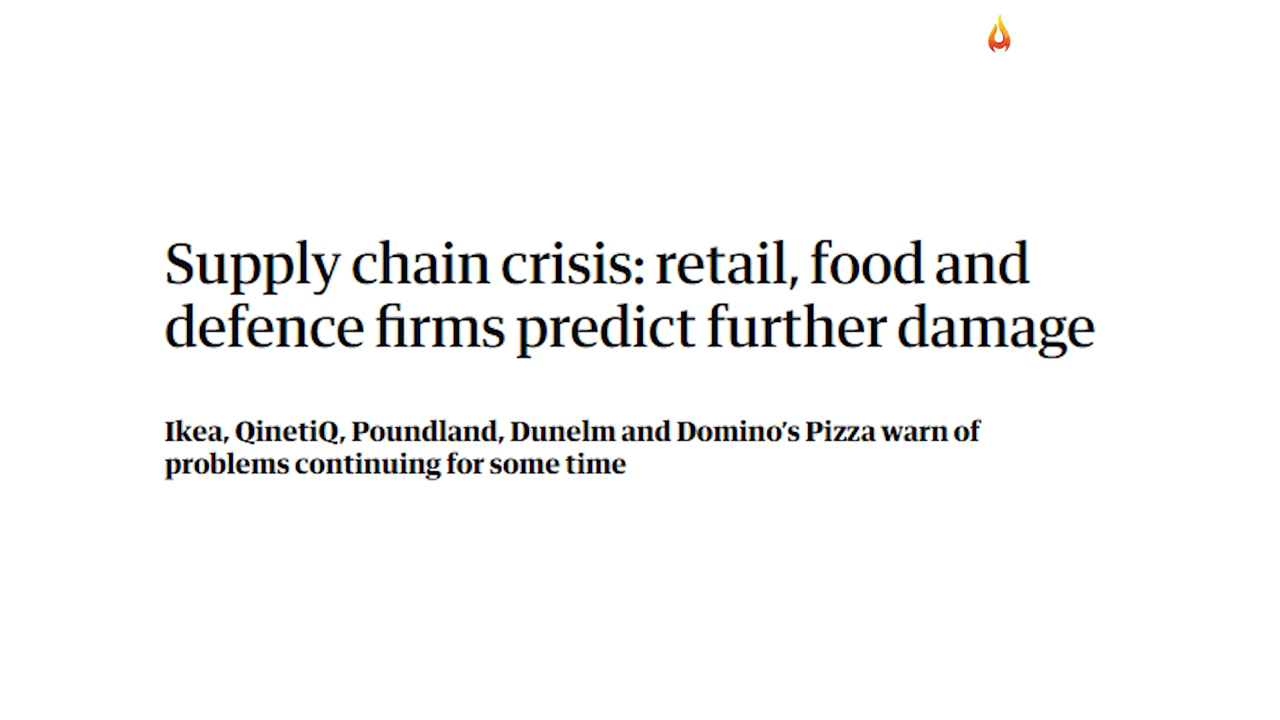 Supply chain crisis: retail, food and
defence firms predict further damage
Ikea, QinetiQ, Poundland, Dunelm and Domino’s Pizza warn of
problems continuing for some time